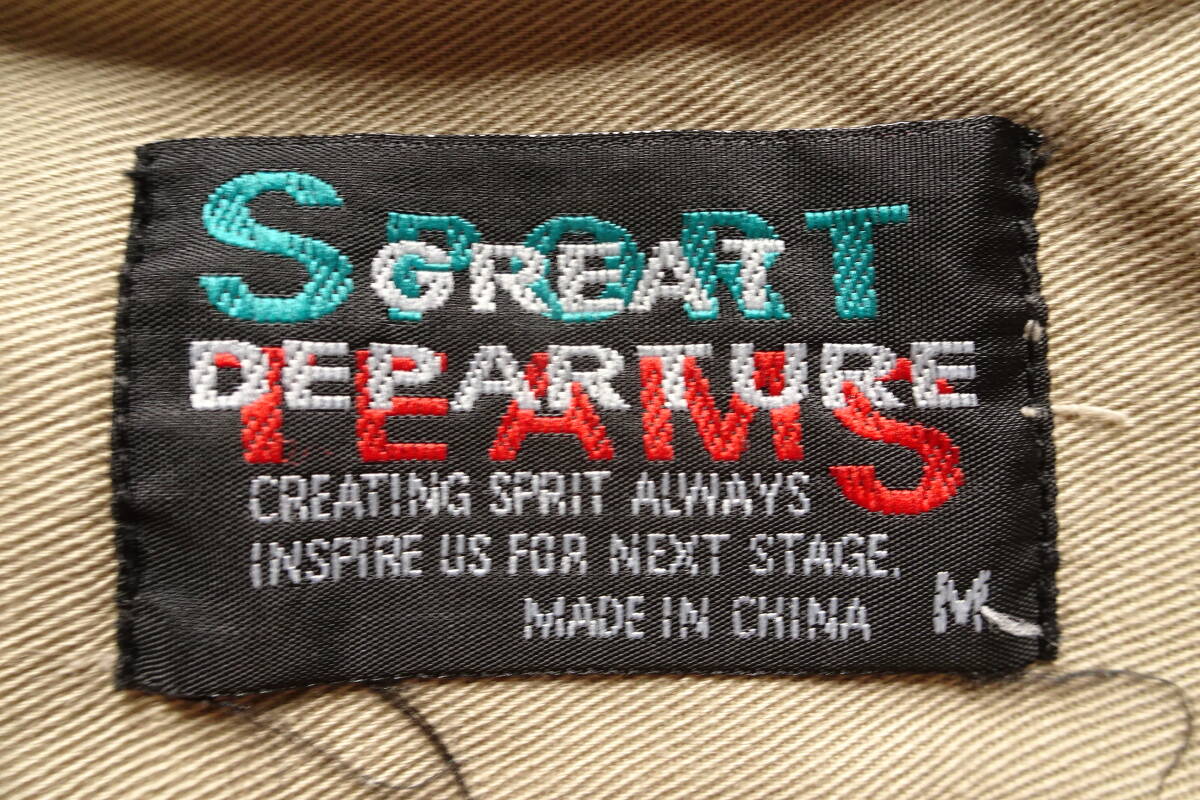 SPORT
GREAT
DEPARTURE
TEAMS
CREATING SPRIT ALWAYS
INSPIRE US FOR NEXT STAGE.
MADE IN CHINA M